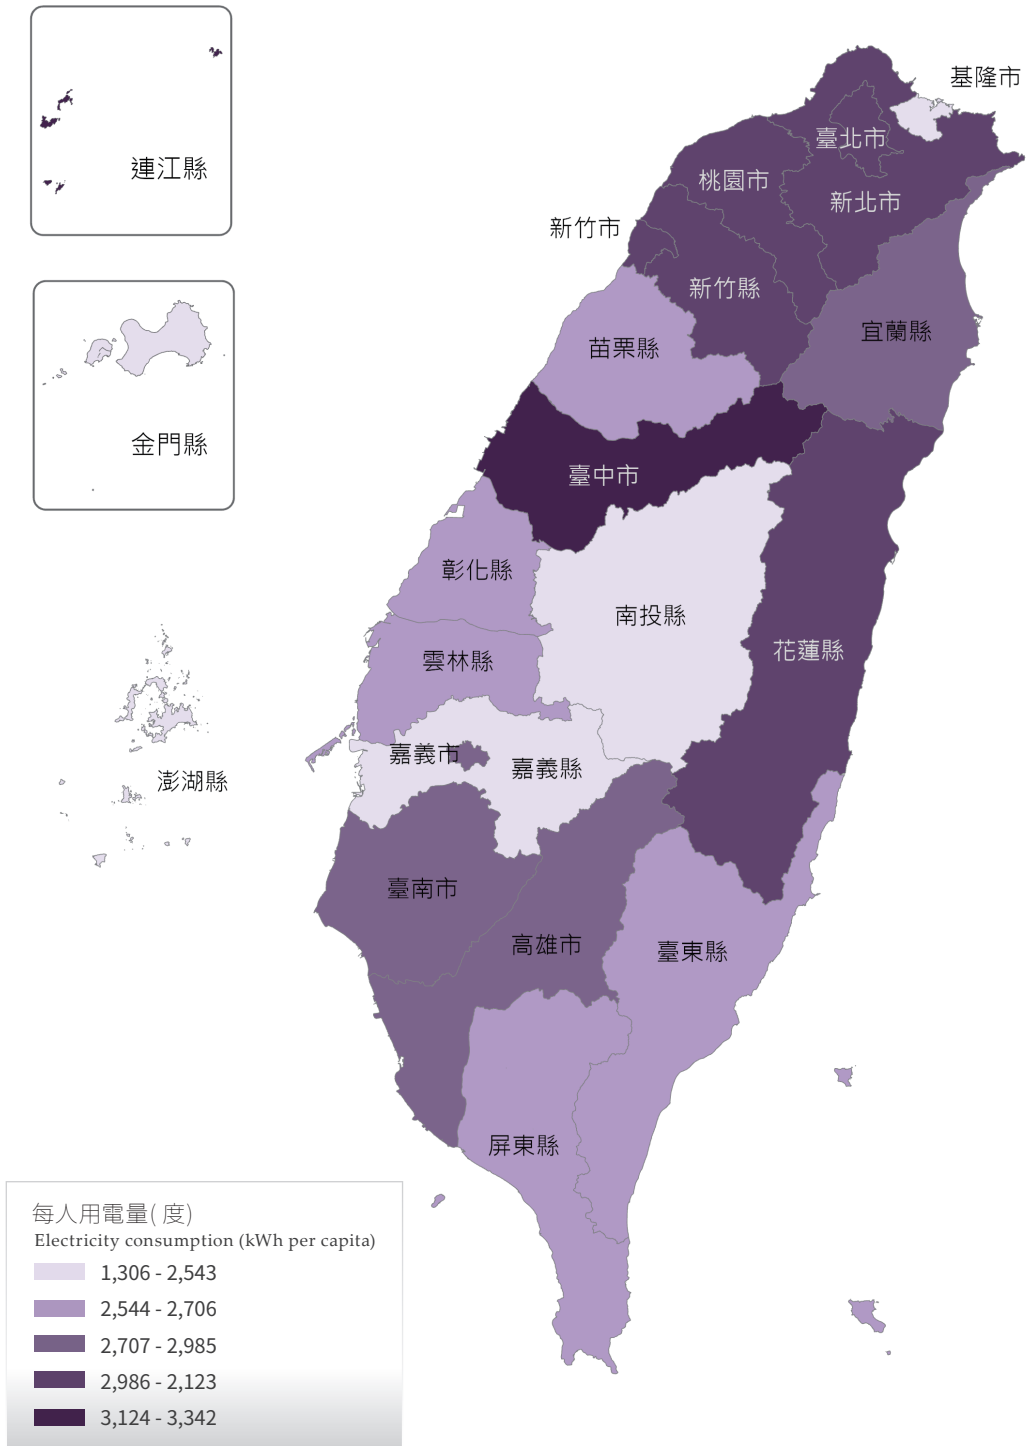 基隆市
臺北市
連江縣
桃園市
新北市
新竹市
新竹縣
宜蘭縣
苗栗縣
金門縣
臺中市
彰化縣
南投縣
花蓮縣
雲林縣
嘉義市
嘉義縣
澎湖縣
臺南市
高雄市
臺東縣
屏東縣
每人用電量( 度)
Electricity consumption (kWh per capita)
1,306 - 2,543
2,544 - 2,706
2,707 - 2,985
2,986 - 2,123
3,124 - 3,342